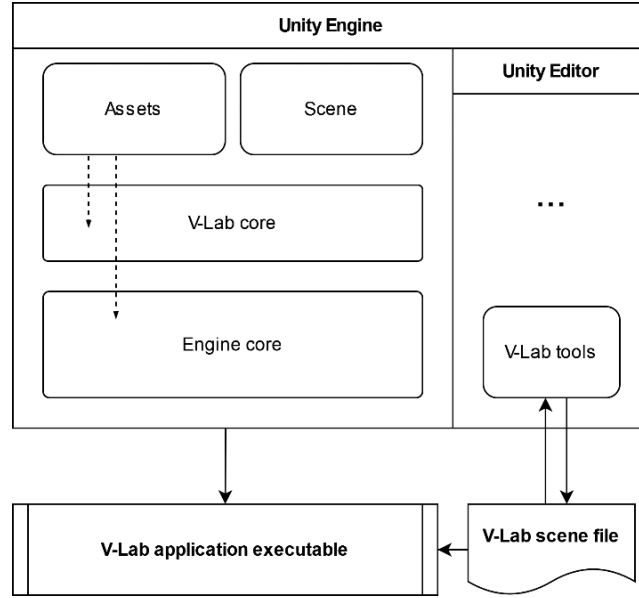 Unity Engine
Unity Editor
Assets
Scene
V-Lab core
Engine core
...
V-Lab tools
V-Lab application executable
V-Lab scene file